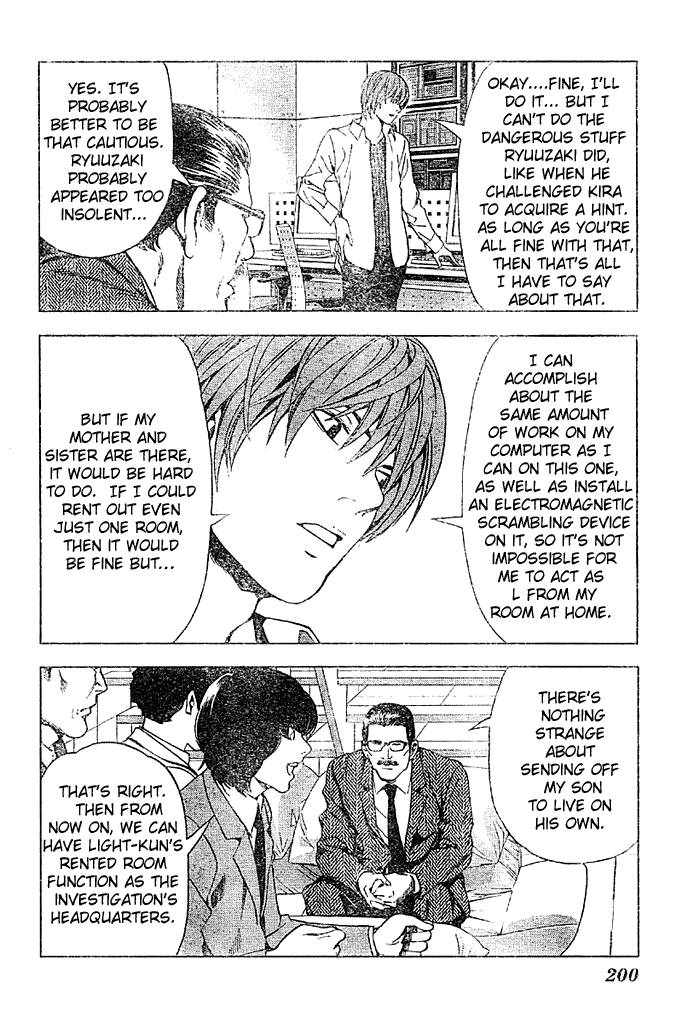 OKAY....FINE, I'LL
DO IT... BUT I
CAN'T DO THE
DANGEROUS STUFF
RYUUZAKI DID,
LIKE WHEN HE
CHALLENGED KIRA
TO ACQUIRE A HINT.
AS LONG AS YOU'RE
ALL FINE WITH THAT,
THEN THAT'S ALL
I HAVE TO SAY
ABOUT THAT.
YES. IT'S
PROBABLY
BETTER TO BE
THAT CAUTIOUS.
RYUUZAKI
PROBABLY
APPEARED TOO
INSOLENT...
I CAN
ACCOMPLISH
ABOUT THE
SAME AMOUNT
OF WORK ON MY
COMPUTER AS I
CAN ON THIS ONE,
AS WELL AS INSTALL
AN ELECTROMAGNETIC
SCRAMBLING DEVICE
ON IT, SO IT'S NOT
IMPOSSIBLE FOR
ME TO ACT AS
L FROM MY
ROOM AT HOME.
BUT IF MY
MOTHER AND
SISTER ARE THERE,
IT WOULD BE HARD
TO DO. IF I COULD
RENT OUT EVEN
JUST ONE ROOM,
THEN IT WOULD
BE FINE BUT...
THERE'S
NOTHING
STRANGE
ABOUT
SENDING OFF
MY SON
TO LIVE ON
HIS OWN.
THAT'S RIGHT.
THEN FROM
NOW ON, WE CAN
HAVE LIGHT-KUN'S
RENTED ROOM
FUNCTION AS THE
INVESTIGATION'S
HEADQUARTERS.
200